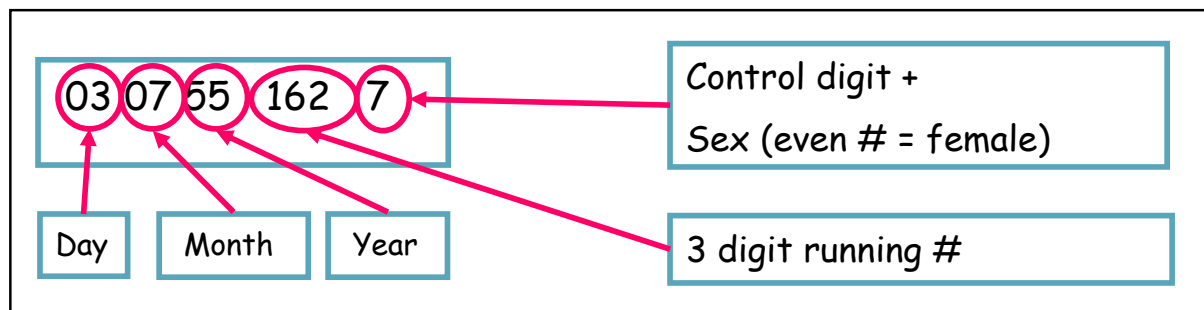 03 07 55 162 7
Control digit +
Sex (even # = female)
Day
Month
Year
3 digit running #